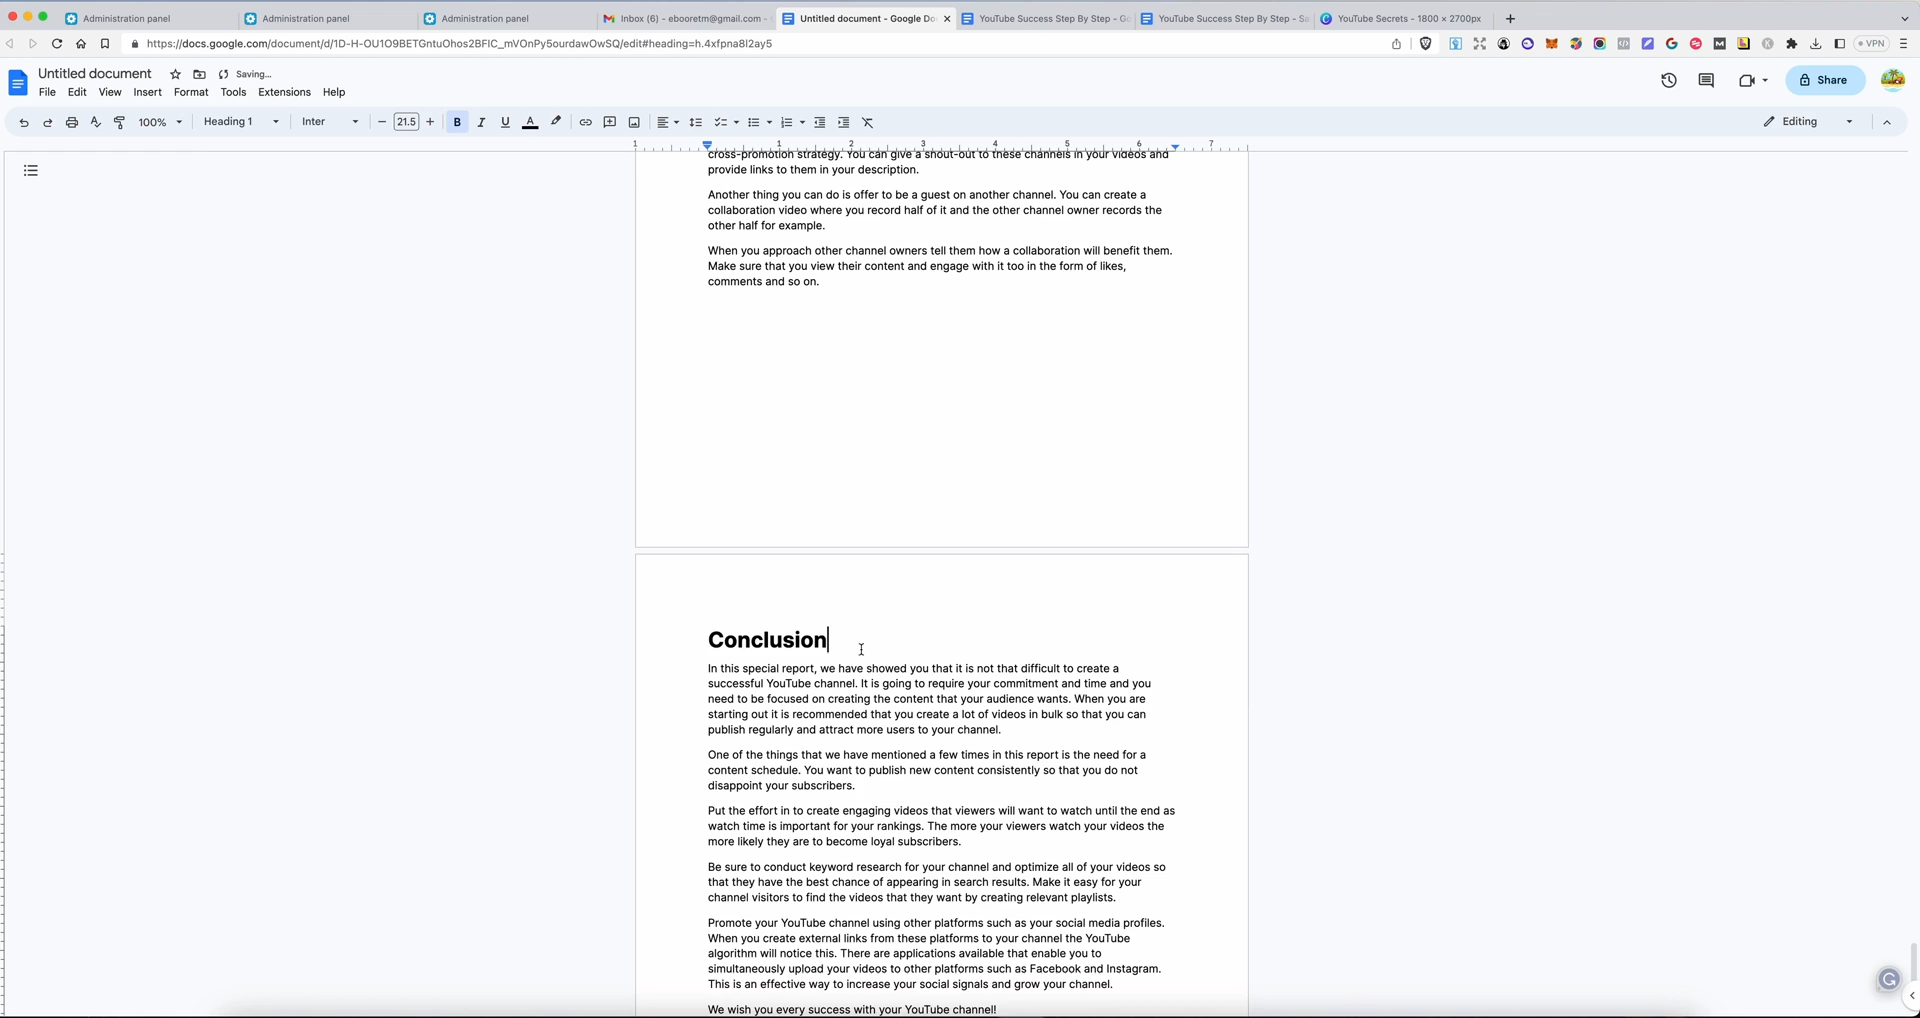 Administration panel
Administration panel
Administration panel
Inbox (6) - ebooretm@gmail.com -
Untitled document - Google Do
YouTube Success Step By Step - Go
YouTube Success Step By Step - Sa
YouTube Secrets - 1800 × 2700px
https://docs.google.com/document/d/1D-H-OU1O9BETGntuOhos2BFIC_mVOnPy5ourdawOwSQ/edit#heading=h.4xfpna8l2ay5
VPN
Untitled document
Saving...
File Edit View Insert Format Tools Extensions Help
Share
100% Heading 1 Inter 21.5 B I U A
Editing
1 1 2 3 4 5 6 7
cross-promotion strategy. You can give a shout-out to these channels in your videos and
provide links to them in your description.
Another thing you can do is offer to be a guest on another channel. You can create a
collaboration video where you record half of it and the other channel owner records the
other half for example.
When you approach other channel owners tell them how a collaboration will benefit them.
Make sure that you view their content and engage with it too in the form of likes,
comments and so on.
Conclusion
In this special report, we have showed you that it is not that difficult to create a
successful YouTube channel. It is going to require your commitment and time and you
need to be focused on creating the content that your audience wants. When you are
starting out it is recommended that you create a lot of videos in bulk so that you can
publish regularly and attract more users to your channel.
One of the things that we have mentioned a few times in this report is the need for a
content schedule. You want to publish new content consistently so that you do not
disappoint your subscribers.
Put the effort in to create engaging videos that viewers will want to watch until the end as
watch time is important for your rankings. The more your viewers watch your videos the
more likely they are to become loyal subscribers.
Be sure to conduct keyword research for your channel and optimize all of your videos so
that they have the best chance of appearing in search results. Make it easy for your
channel visitors to find the videos that they want by creating relevant playlists.
Promote your YouTube channel using other platforms such as your social media profiles.
When you create external links from these platforms to your channel the YouTube
algorithm will notice this. There are applications available that enable you to
simultaneously upload your videos to other platforms such as Facebook and Instagram.
This is an effective way to increase your social signals and grow your channel.
We wish you every success with your YouTube channel!